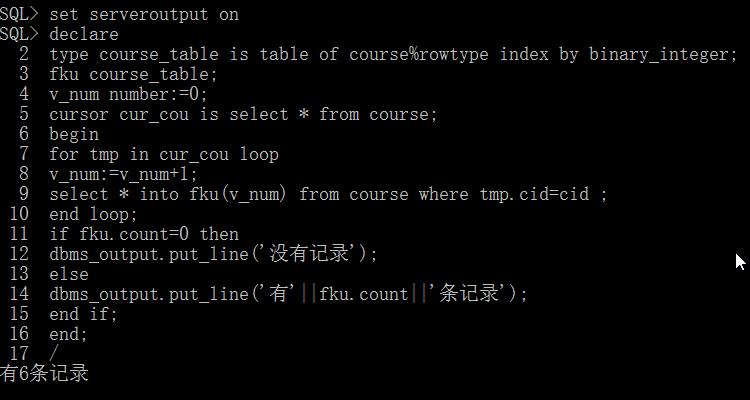 SQL> set serveroutput on
SQL> declare
2 type course_table is table of course%rowtype index by binary_integer;
3 fku course_table;
4 v_num number:=0;
5 cursor cur_cou is select * from course;
6 begin
7 for tmp in cur_cou loop
8 v_num:=v_num+1;
9 select * into fku(v_num) from course where tmp.cid=cid ;
10 end loop;
11 if fku.count=0 then
12 dbms_output.put_line('没有记录');
13 else
14 dbms_output.put_line('有'||fku.count||'条记录');
15 end if;
16 end;
17 /
有6条记录